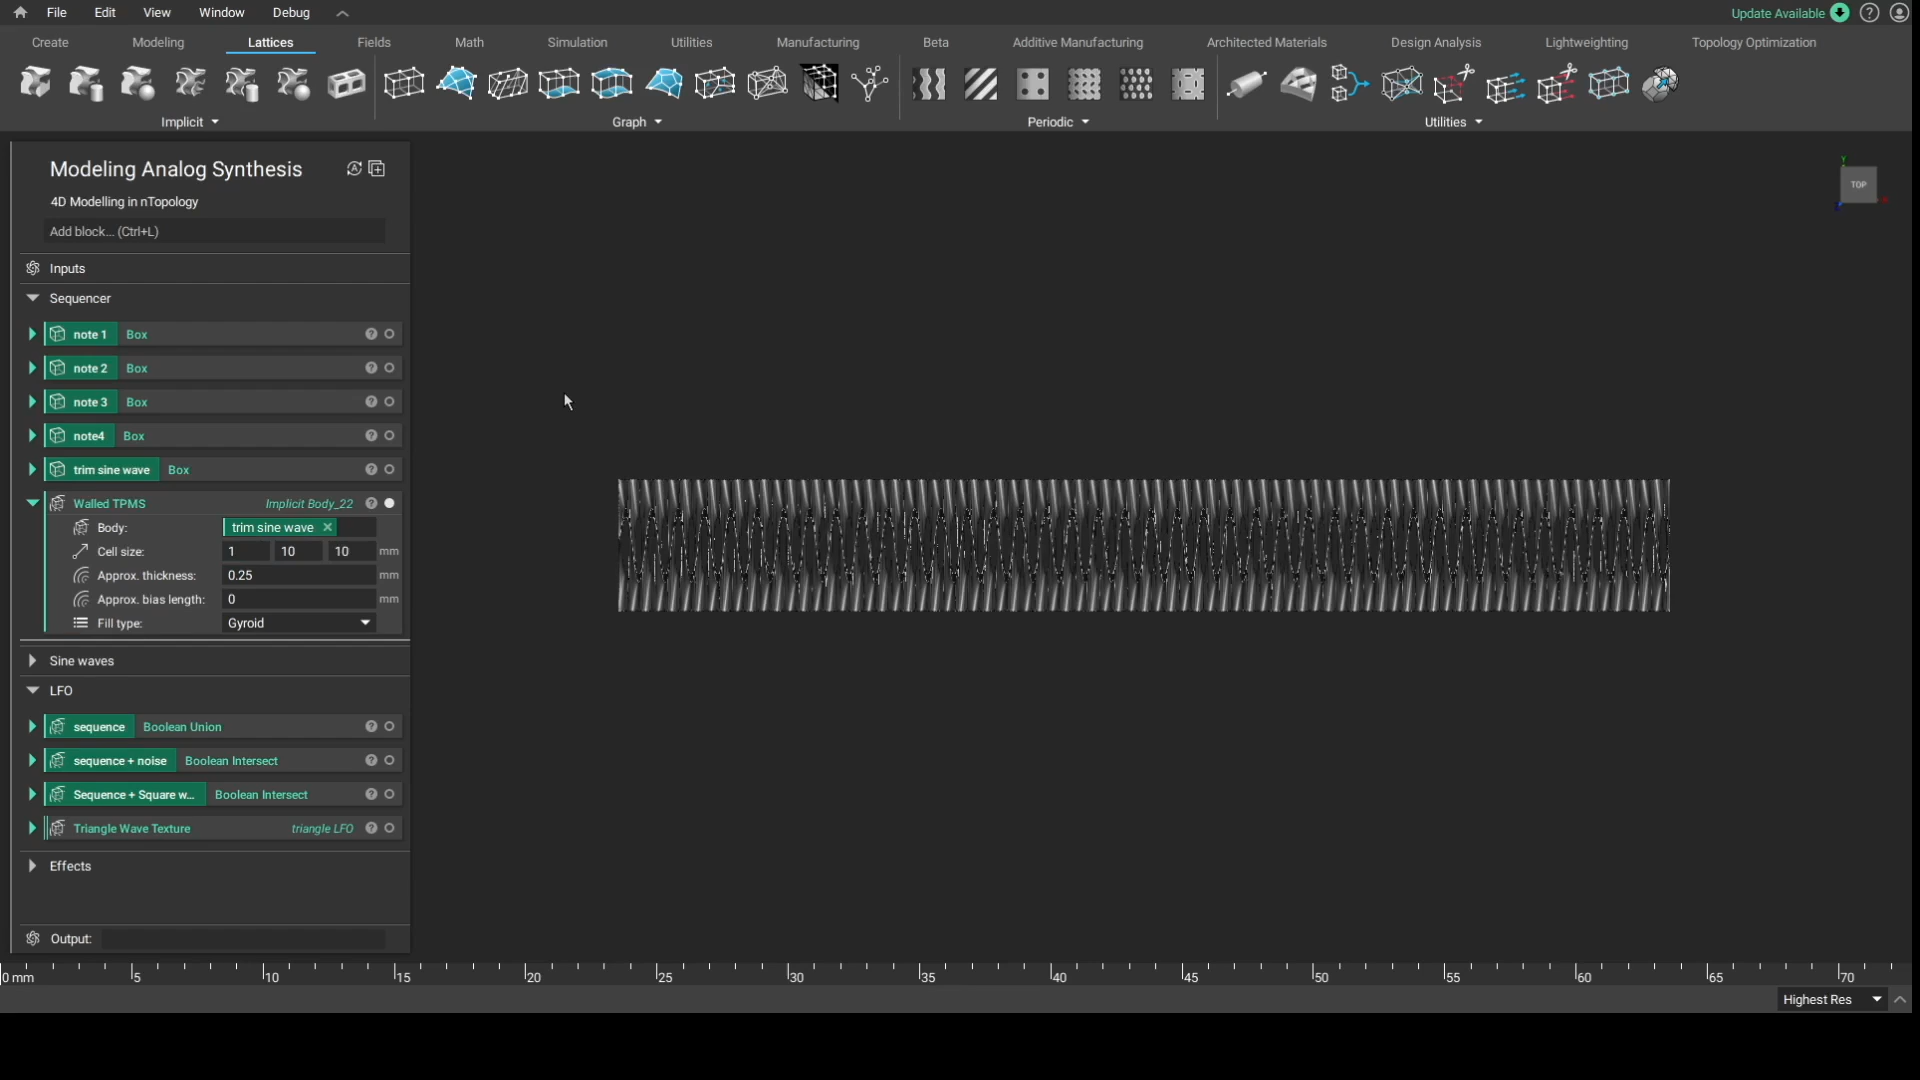 File Edit View Window Debug
Update Available
Create Modeling Lattices Fields Math Simulation Utilities Manufacturing Beta Additive Manufacturing Architected Materials Design Analysis Lightweighting Topology Optimization
Implicit Graph Periodic Utilities
Modeling Analog Synthesis
4D Modelling in nTopology
Add block... (Ctrl+L)
Inputs
Sequencer
note 1 Box
note 2 Box
note 3 Box
note4 Box
trim sine wave Box
Walled TPMS Implicit Body_22
Body: trim sine wave
Cell size: 1 10 10 mm
Approx. thickness: 0.25 mm
Approx. bias length: 0 mm
Fill type: Gyroid
Sine waves
LFO
sequence Boolean Union
sequence + noise Boolean Intersect
Sequence + Square w... Boolean Intersect
Triangle Wave Texture triangle LFO
Effects
Output:
TOP
Y
0 mm 5 10 15 20 25 30 35 40 45 50 55 60 65 70
Highest Res